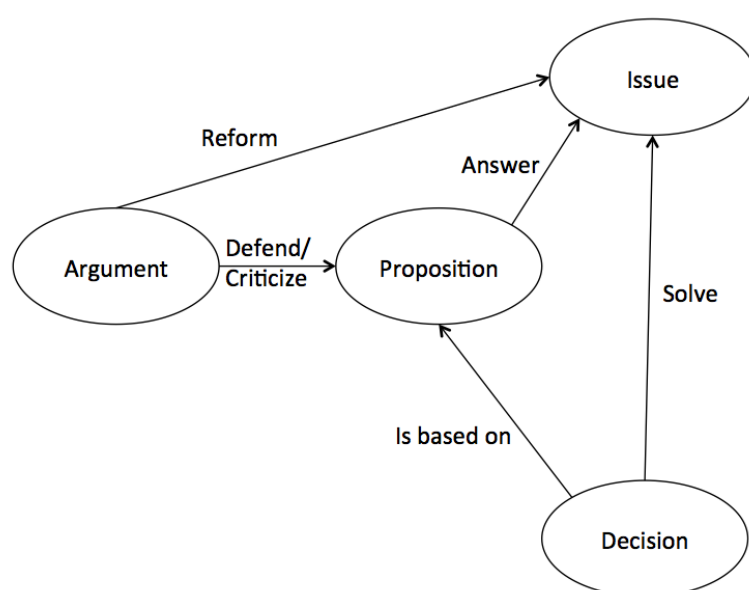 Issue
Reform
Answer
Argument
Defend/
Criticize
Proposition
Solve
Is based on
Decision